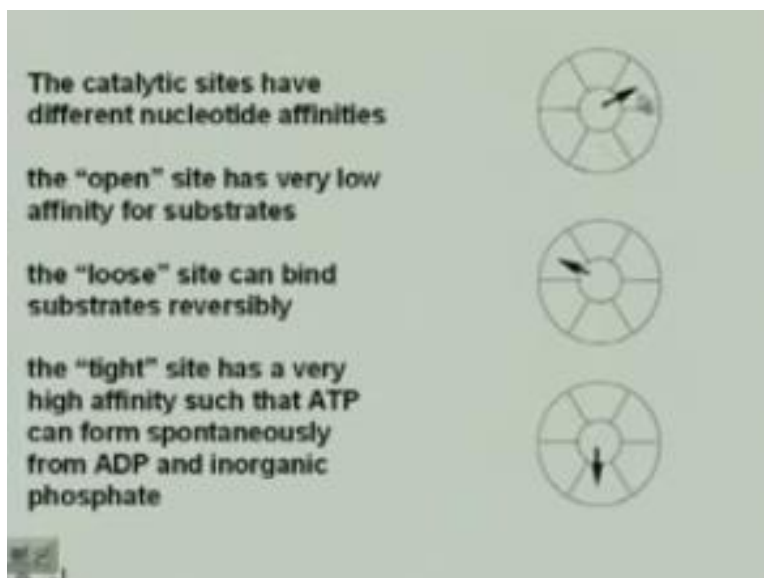 The catalytic sites have
different nucleotide affinities
the “open” site has very low
affinity for substrates
the “loose” site can bind
substrates reversibly
the “tight” site has a very
high affinity such that ATP
can form spontaneously
from ADP and inorganic
phosphate